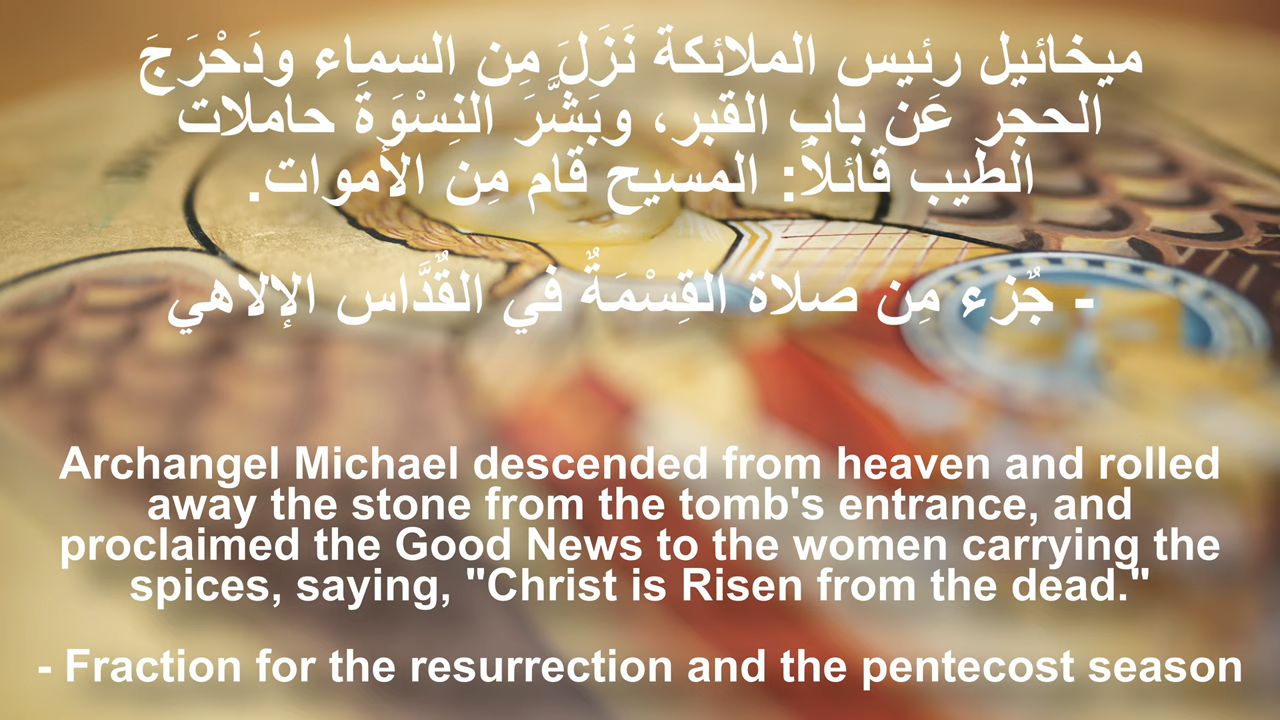 ميخائيل رئيس الملائكة نَزَلَ مِن السماء ودَحْرَجَ
الحجر عَن باب القبر، وبَشَّرَ النِسْوَة حاملات
الطيب قائلاً: المسيح قام مِن الأموات.
- جُزء مِن صلاة القِسْمَةُ في القُدَّاس الإلاهي
Archangel Michael descended from heaven and rolled
away the stone from the tomb's entrance, and
proclaimed the Good News to the women carrying the
spices, saying, "Christ is Risen from the dead."
- Fraction for the resurrection and the pentecost season